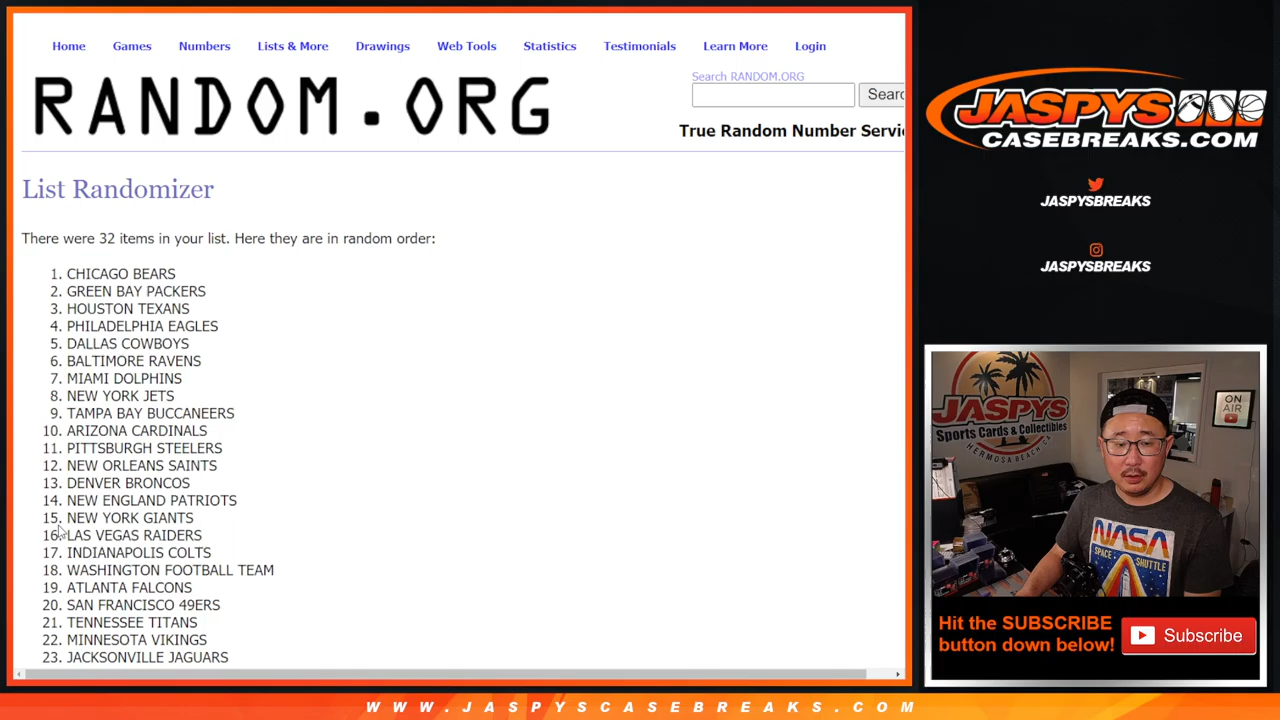 Home Games Numbers Lists & More Drawings Web Tools Statistics Testimonials Learn More Login
RANDOM.ORG
Search RANDOM.ORG
True Random Number
List Randomizer
There were 32 items in your list. Here they are in random order:
1. CHICAGO BEARS
2. GREEN BAY PACKERS
3. HOUSTON TEXANS
4. PHILADELPHIA EAGLES
5. DALLAS COWBOYS
6. BALTIMORE RAVENS
7. MIAMI DOLPHINS
8. NEW YORK JETS
9. TAMPA BAY BUCCANEERS
10. ARIZONA CARDINALS
11. PITTSBURGH STEELERS
12. NEW ORLEANS SAINTS
13. DENVER BRONCOS
14. NEW ENGLAND PATRIOTS
15. NEW YORK GIANTS
16. LAS VEGAS RAIDERS
17. INDIANAPOLIS COLTS
18. WASHINGTON FOOTBALL TEAM
19. ATLANTA FALCONS
20. SAN FRANCISCO 49ERS
21. TENNESSEE TITANS
22. MINNESOTA VIKINGS
23. JACKSONVILLE JAGUARS
JASPYS
CASEBREAKS.COM
JASPYSBREAKS
JASPYSBREAKS
JASPYS
Sports Cards & Collectibles
HERMOSA BEACH, CA
ON
AIR
NASA
SPACE SHUTTLE
Hit the SUBSCRIBE
button down below!
Subscribe
WWW.JASPYSCASEBREAKS.COM